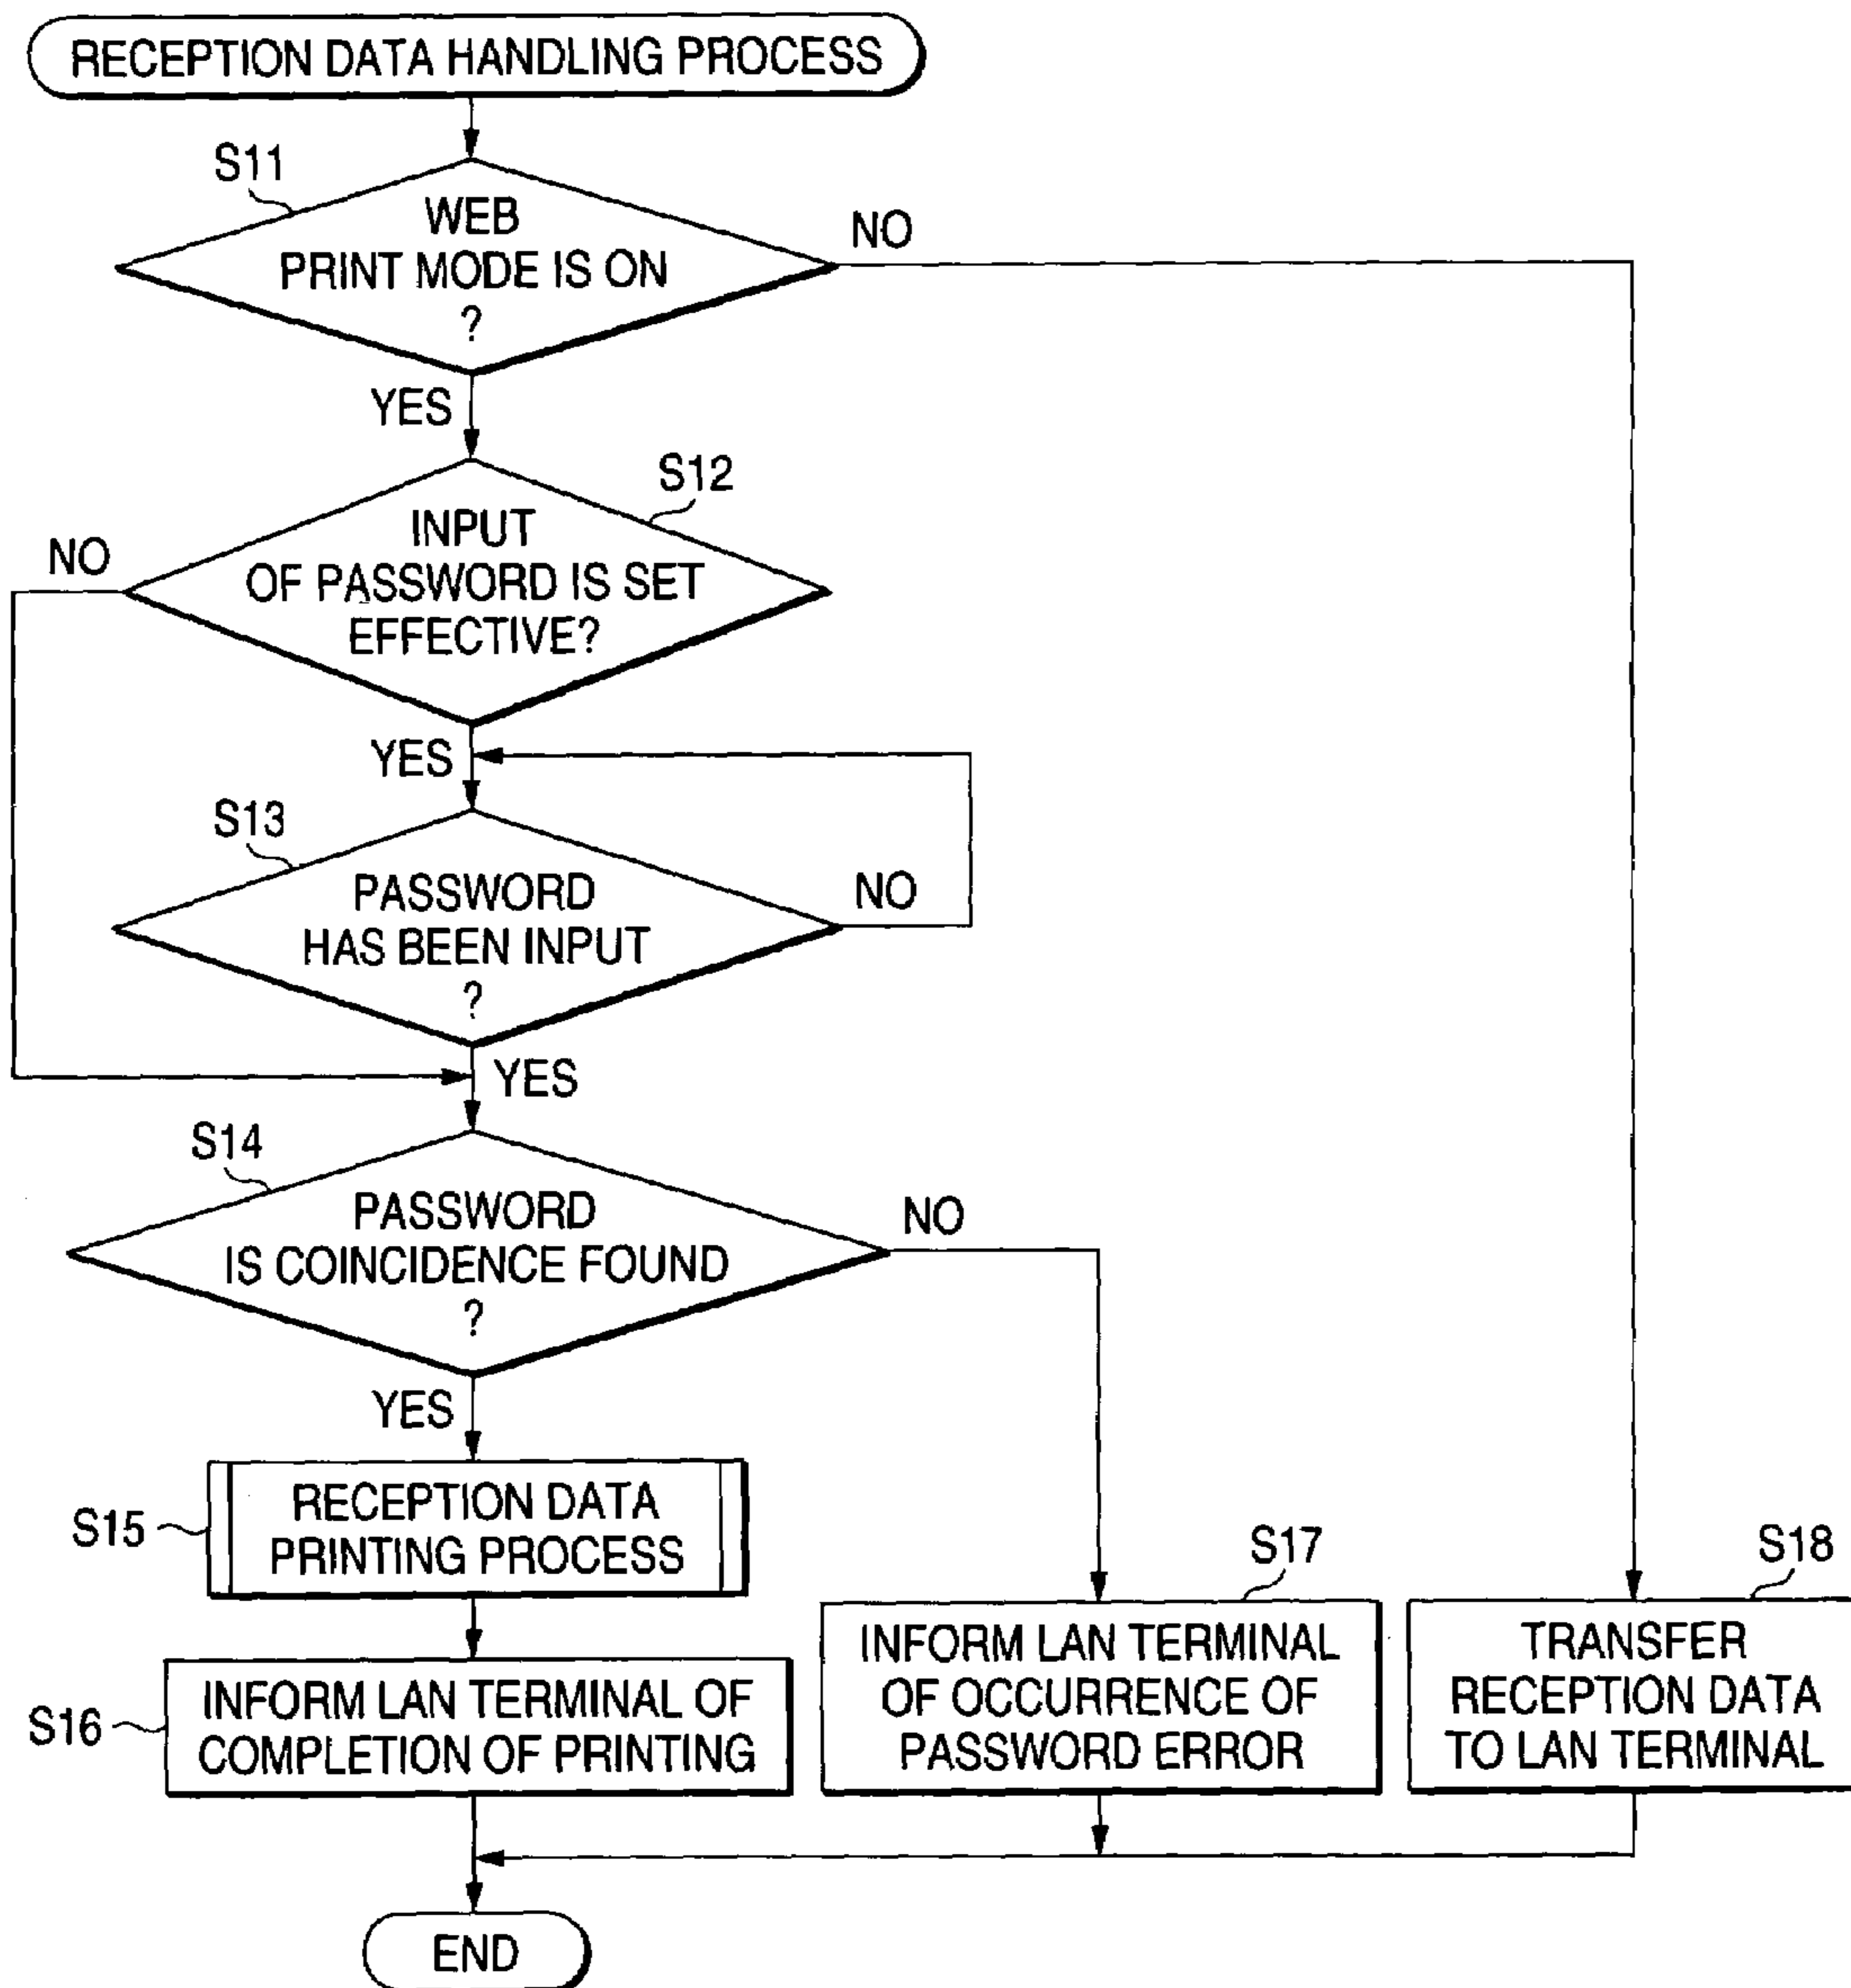 RECEPTION DATA HANDLING PROCESS
S11
WEB
PRINT MODE IS ON
?
NO
YES
S12
INPUT
OF PASSWORD IS SET
EFFECTIVE?
NO
YES
S13
PASSWORD
HAS BEEN INPUT
?
NO
YES
S14
PASSWORD
IS COINCIDENCE FOUND
?
NO
YES
S15
RECEPTION DATA
PRINTING PROCESS
S16
INFORM LAN TERMINAL OF
COMPLETION OF PRINTING
S17
INFORM LAN TERMINAL
OF OCCURRENCE OF
PASSWORD ERROR
S18
TRANSFER
RECEPTION DATA
TO LAN TERMINAL
END